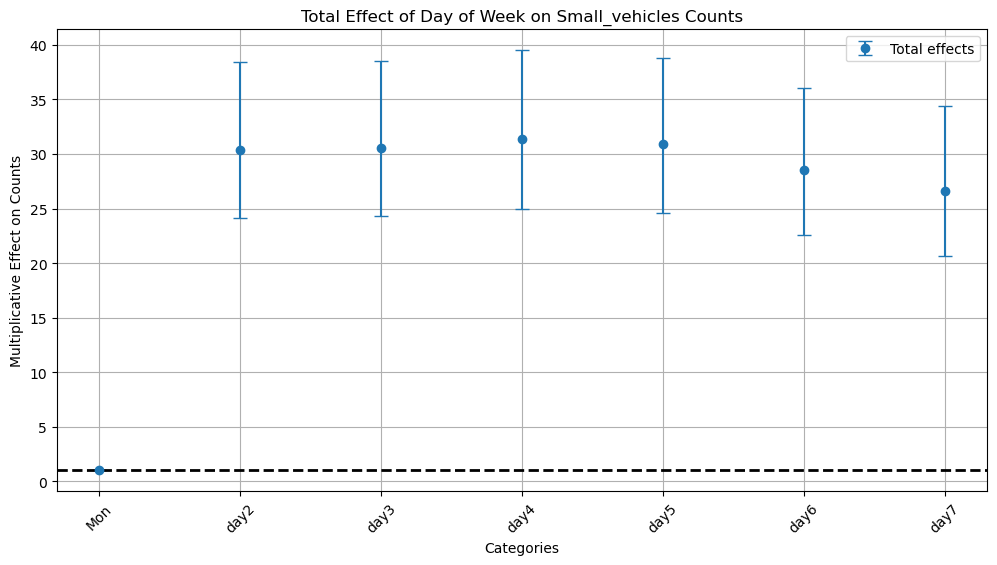 Total Effect of Day of Week on Small_vehicles Counts
Total effects
Multiplicative Effect on Counts
40
35
30
25
20
15
10
5
0
Mon
day2
day3
day4
day5
day6
day7
Categories